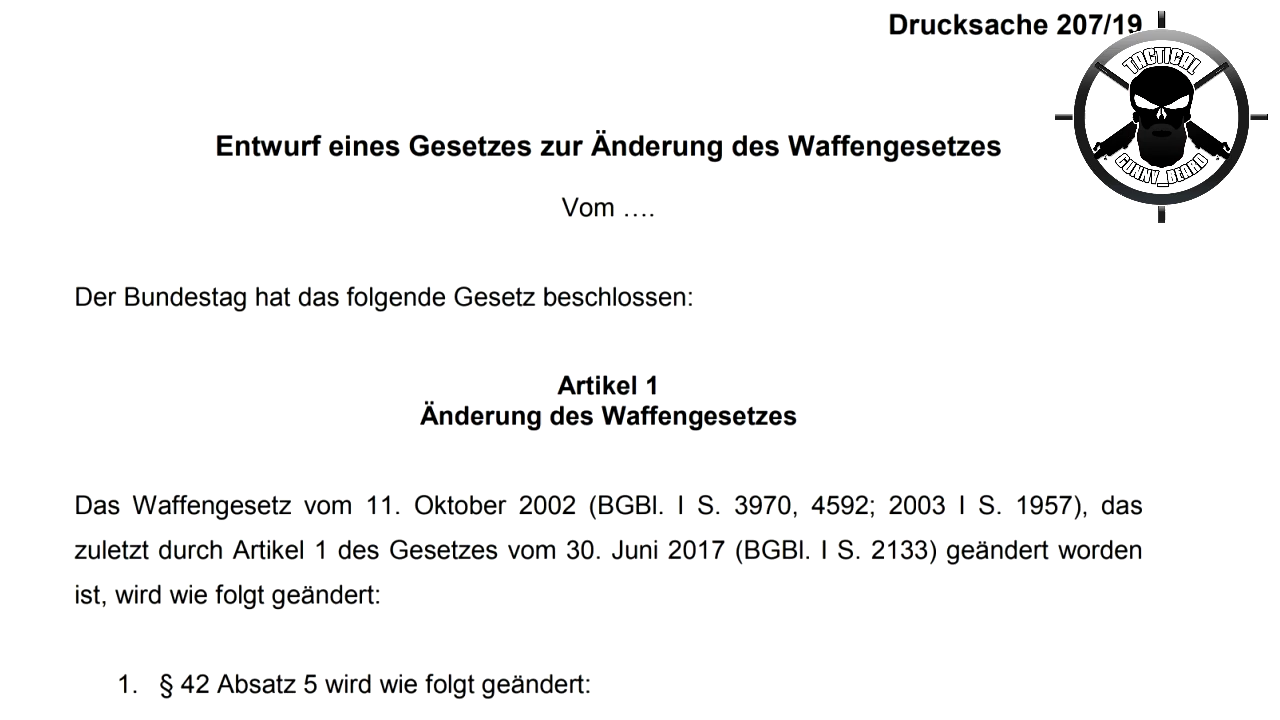 Drucksache 207/19
TACTICAL
GUNNY_BEARD
Entwurf eines Gesetzes zur Änderung des Waffengesetzes
Vom ….
Der Bundestag hat das folgende Gesetz beschlossen:
Artikel 1
Änderung des Waffengesetzes
Das Waffengesetz vom 11. Oktober 2002 (BGBl. I S. 3970, 4592; 2003 I S. 1957), das
zuletzt durch Artikel 1 des Gesetzes vom 30. Juni 2017 (BGBl. I S. 2133) geändert worden
ist, wird wie folgt geändert:
1. § 42 Absatz 5 wird wie folgt geändert: